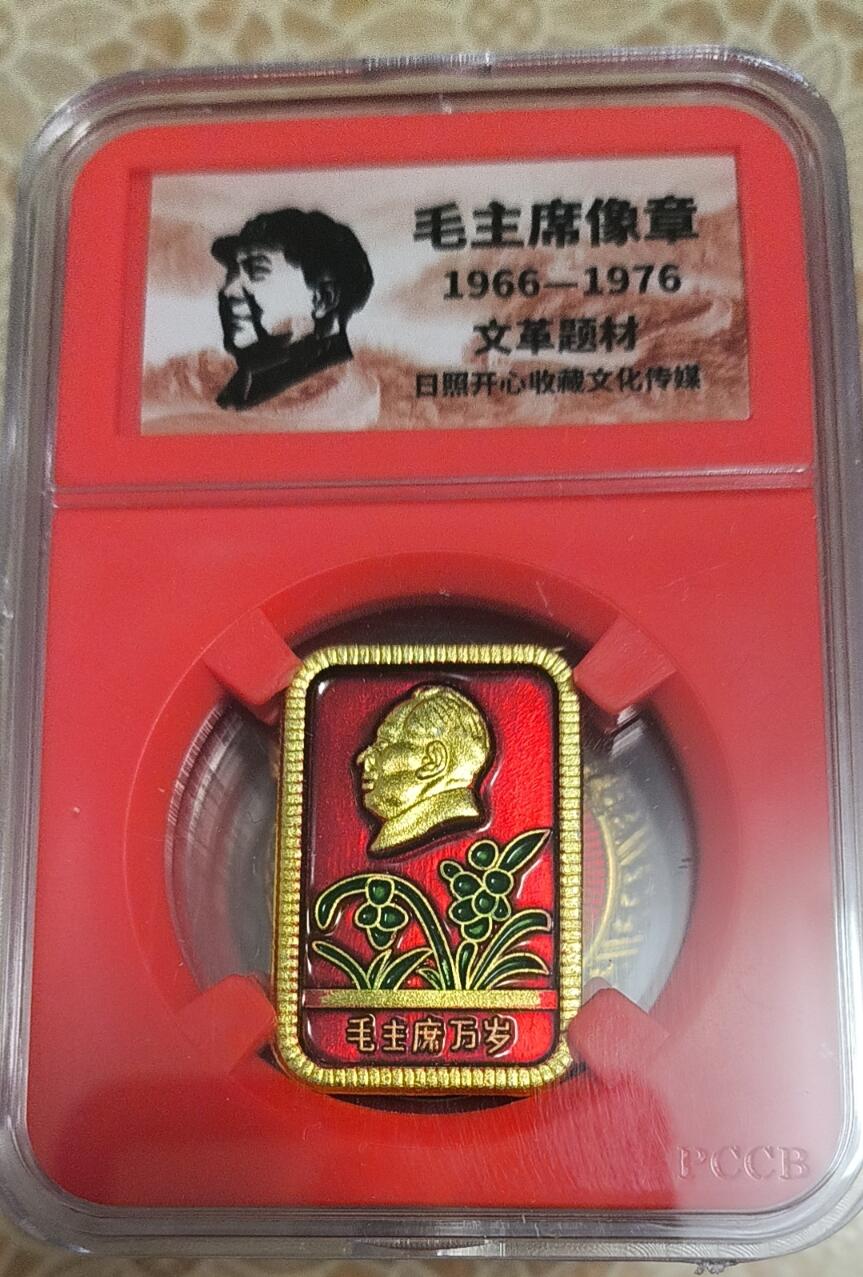 毛主席像章
1966—1976
文革题材
日照开心收藏文化传媒
毛主席万岁
PCCB